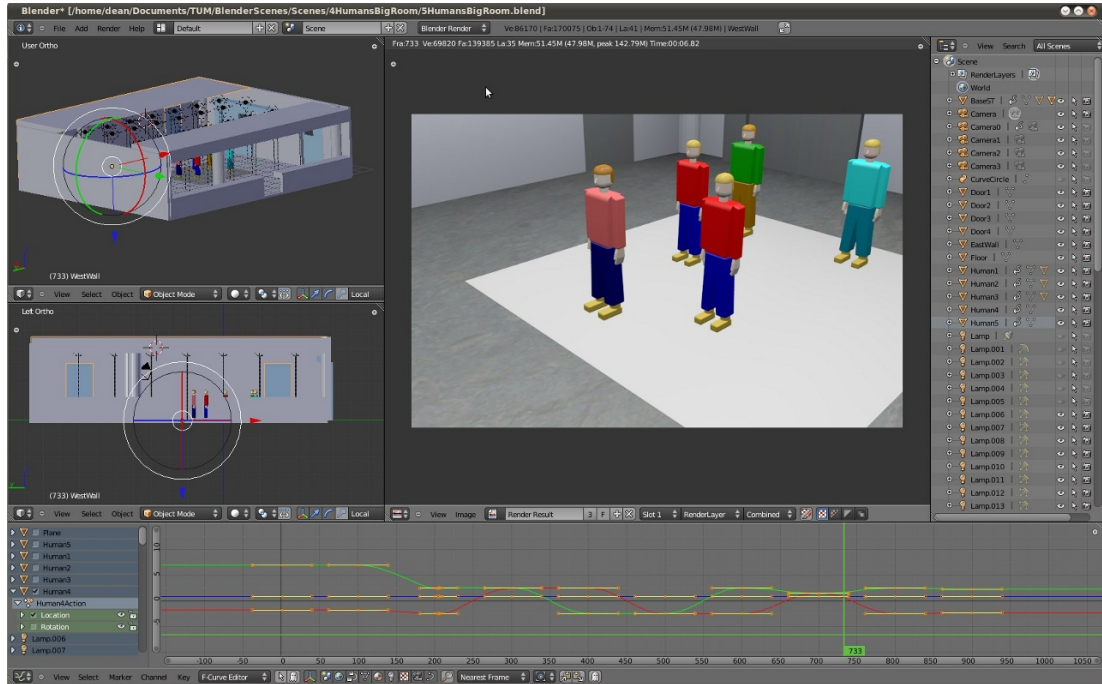 Blender* [/home/dean/Documents/TUM/BlenderScenes/Scenes/4HumansBigRoom/5HumansBigRoom.blend]
File Add Render Help Default Scene Blender Render Ve:86170 | Fa:170075 | Ob:1-74 | La:41 | Mem:51.45M (47.98M) | WestWall
User Ortho
(733) WestWall
View Select Object Object Mode Local
Left Ortho
(733) WestWall
View Select Object Object Mode Local
Fra:733 Ve:69820 Fa:139385 La:35 Mem:51.45M (47.98M, peak 142.79M) Time:00:06.82
View Image Render Result 3 F Slot 1 RenderLayer Combined
View Search All Scenes
Scene
RenderLayers |
World
BaseST |
Camera |
Camera0 |
Camera1 |
Camera2 |
Camera3 |
CurveCircle |
Door1 |
Door2 |
Door3 |
Door4 |
EastWall |
Floor |
Human1 |
Human2 |
Human3 |
Human4 |
Human5 |
Lamp |
Lamp.001 |
Lamp.002 |
Lamp.003 |
Lamp.004 |
Lamp.005 |
Lamp.006 |
Lamp.007 |
Lamp.008 |
Lamp.009 |
Lamp.010 |
Lamp.011 |
Lamp.012 |
Lamp.013 |
Plane
Human5
Human1
Human2
Human3
Human4
Human4Action
Location
Rotation
Lamp.006
Lamp.007
10
5
0
-5
-100 -50 0 50 100 150 200 250 300 350 400 450 500 550 600 650 700 750 800 850 900 950 1000 1050
733
View Select Marker Channel Key F-Curve Editor Nearest Frame